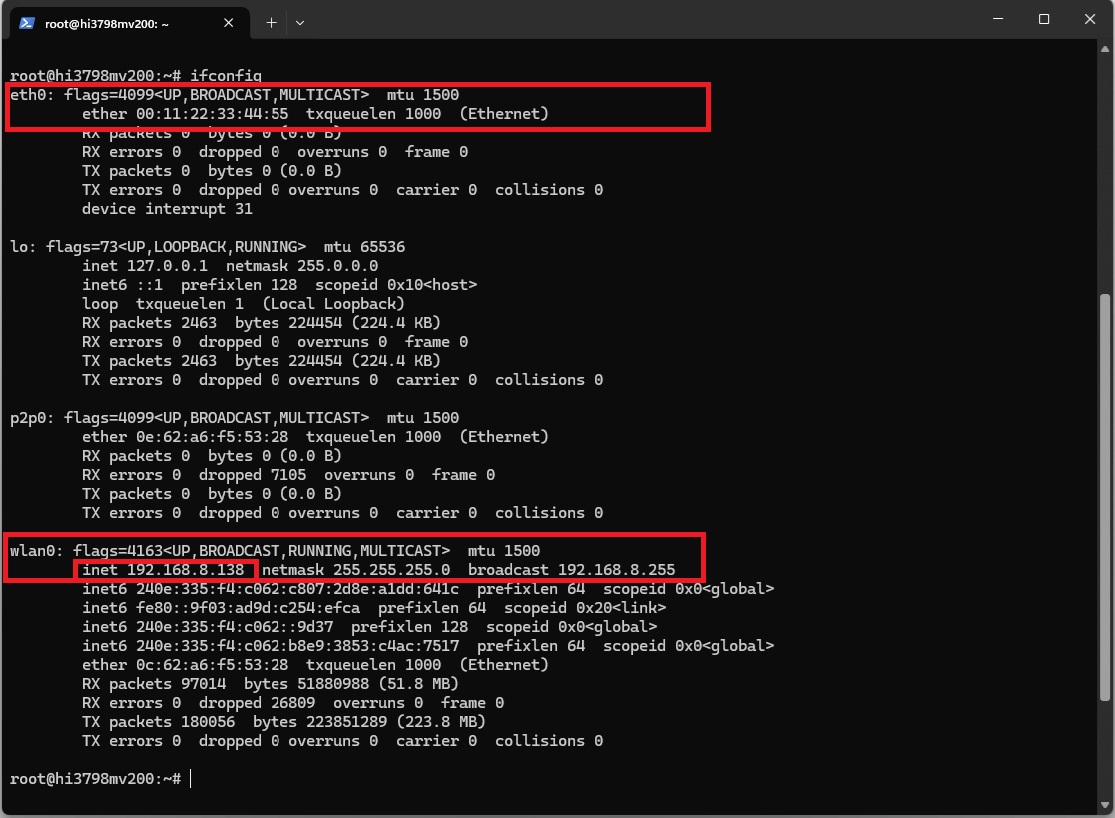 root@hi3798mv200: ~
root@hi3798mv200:~# ifconfig
eth0: flags=4099<UP,BROADCAST,MULTICAST>  mtu 1500
        ether 00:11:22:33:44:55  txqueuelen 1000  (Ethernet)
        RX packets 0  bytes 0 (0.0 B)
        RX errors 0  dropped 0  overruns 0  frame 0
        TX packets 0  bytes 0 (0.0 B)
        TX errors 0  dropped 0 overruns 0  carrier 0  collisions 0
        device interrupt 31
lo: flags=73<UP,LOOPBACK,RUNNING>  mtu 65536
        inet 127.0.0.1  netmask 255.0.0.0
        inet6 ::1  prefixlen 128  scopeid 0x10<host>
        loop  txqueuelen 1  (Local Loopback)
        RX packets 2463  bytes 224454 (224.4 KB)
        RX errors 0  dropped 0  overruns 0  frame 0
        TX packets 2463  bytes 224454 (224.4 KB)
        TX errors 0  dropped 0 overruns 0  carrier 0  collisions 0
p2p0: flags=4099<UP,BROADCAST,MULTICAST>  mtu 1500
        ether 0e:62:a6:f5:53:28  txqueuelen 1000  (Ethernet)
        RX packets 0  bytes 0 (0.0 B)
        RX errors 0  dropped 7105  overruns 0  frame 0
        TX packets 0  bytes 0 (0.0 B)
        TX errors 0  dropped 0 overruns 0  carrier 0  collisions 0
wlan0: flags=4163<UP,BROADCAST,RUNNING,MULTICAST>  mtu 1500
        inet 192.168.8.138  netmask 255.255.255.0  broadcast 192.168.8.255
        inet6 240e:335:f4:c062:c807:2d8e:a1dd:641c  prefixlen 64  scopeid 0x0<global>
        inet6 fe80::9f03:ad9d:c254:efca  prefixlen 64  scopeid 0x20<link>
        inet6 240e:335:f4:c062::9d37  prefixlen 128  scopeid 0x0<global>
        inet6 240e:335:f4:c062:b8e9:3853:c4ac:7517  prefixlen 64  scopeid 0x0<global>
        ether 0c:62:a6:f5:53:28  txqueuelen 1000  (Ethernet)
        RX packets 97014  bytes 51880988 (51.8 MB)
        RX errors 0  dropped 26809  overruns 0  frame 0
        TX packets 180056  bytes 223851289 (223.8 MB)
        TX errors 0  dropped 0 overruns 0  carrier 0  collisions 0
root@hi3798mv200:~#